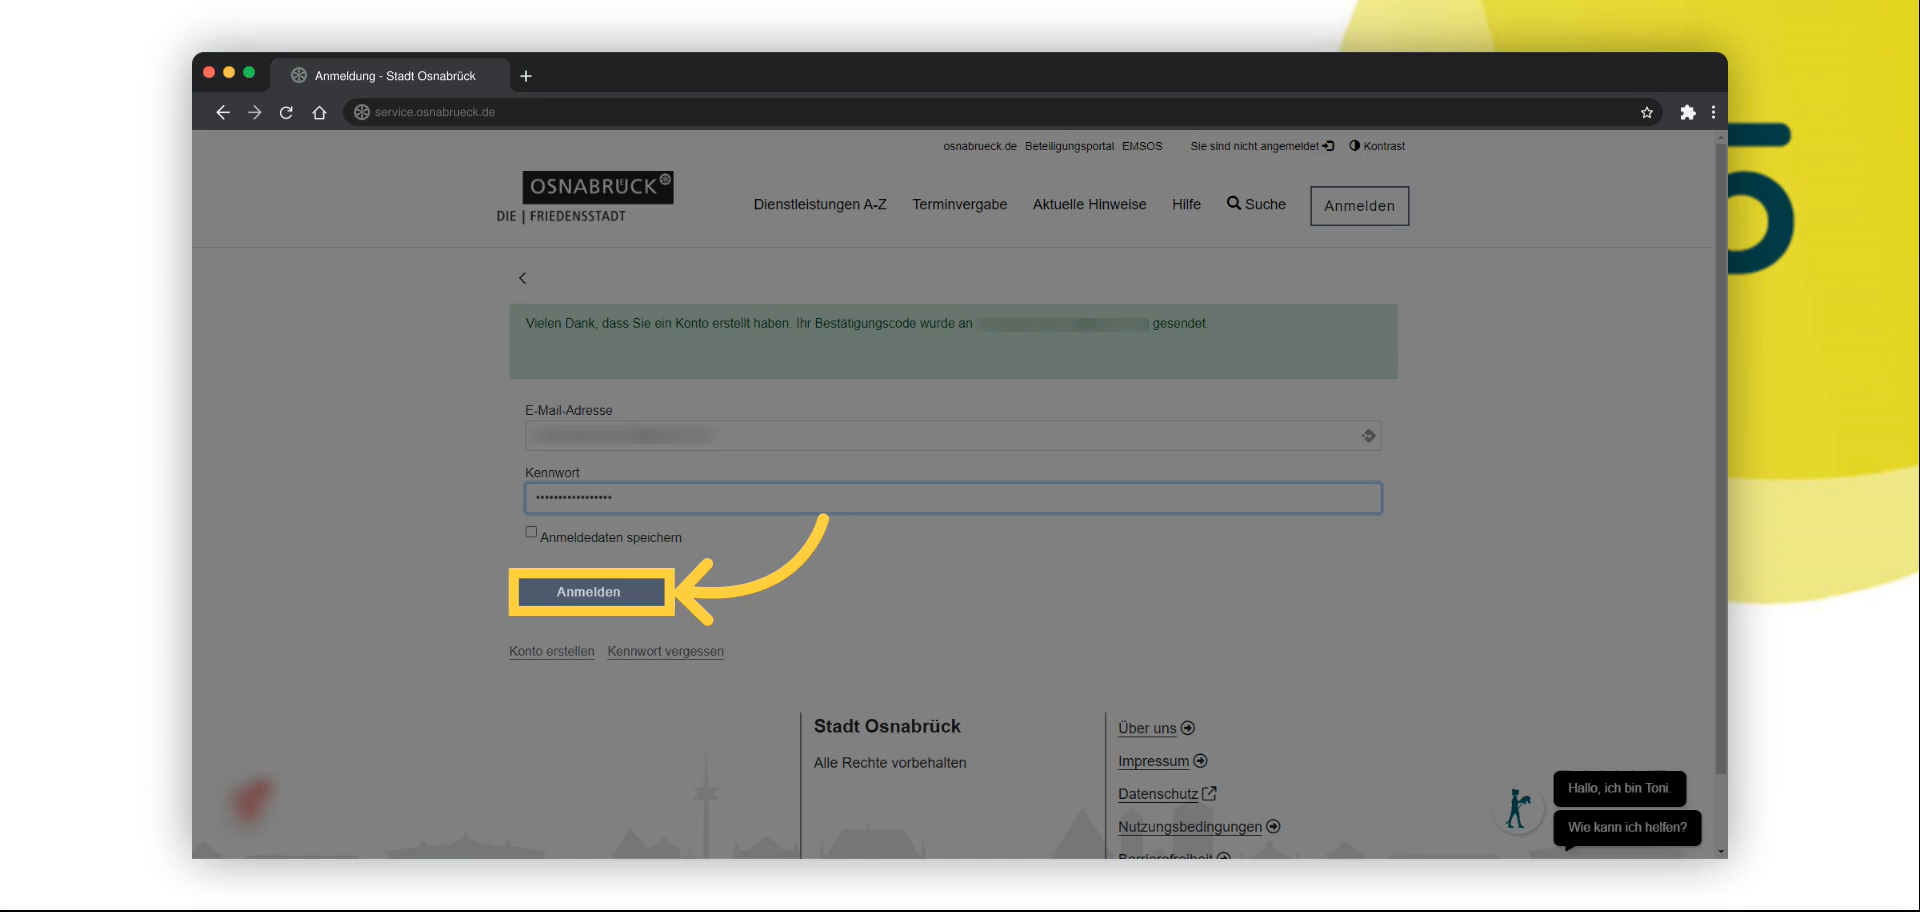 Anmeldung - Stadt Osnabrück
service.osnabrueck.de
osnabrueck.de Beteiligungsportal EMSOS Sie sind nicht angemeldet Kontrast
OSNABRÜCK
DIE | FRIEDENSSTADT
Dienstleistungen A-Z Terminvergabe Aktuelle Hinweise Hilfe Suche Anmelden
Vielen Dank, dass Sie ein Konto erstellt haben. Ihr Bestätigungscode wurde an gesendet.
E-Mail-Adresse
Kennwort
Anmeldedaten speichern
Anmelden
Konto erstellen Kennwort vergessen
Stadt Osnabrück
Alle Rechte vorbehalten
Über uns
Impressum
Datenschutz
Nutzungsbedingungen
Barrierefreiheit
Hallo, ich bin Toni.
Wie kann ich helfen?